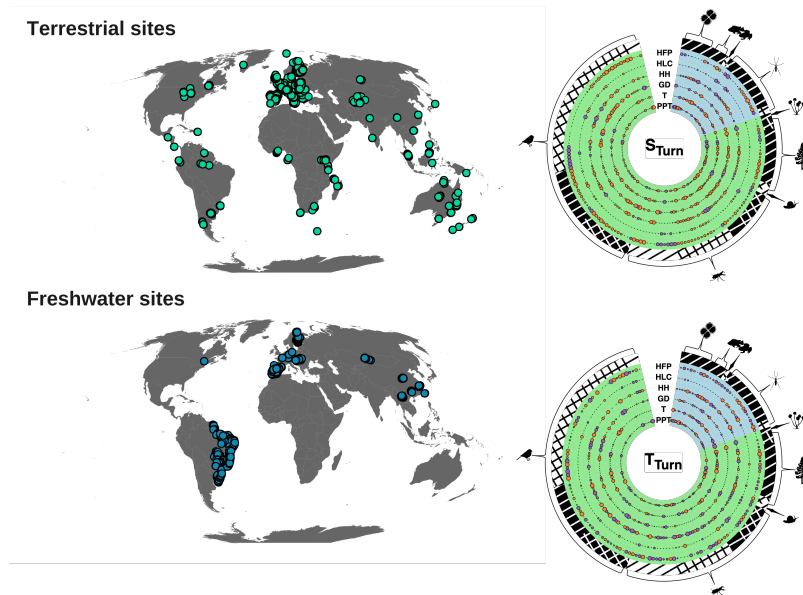 Terrestrial sites
HFP
HLC
HH
GD
T
PPT
STurn
Freshwater sites
HFP
HLC
HH
GD
T
PPT
TTurn